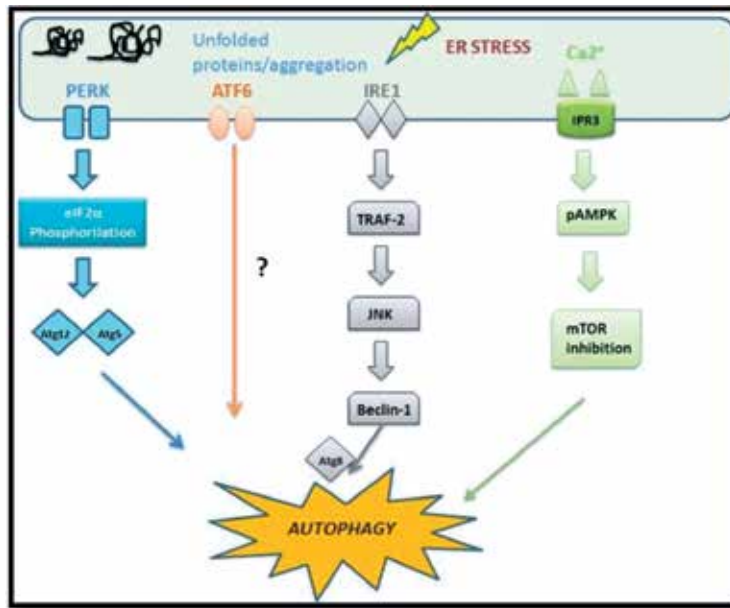 Unfolded
proteins/aggregation
ER STRESS
Ca2⁺
PERK
ATF6
IRE1
IPR3
eIF2α
Phosphorilation
TRAF-2
pAMPK
?
Atg12
Atg5
JNK
mTOR
inhibition
Beclin-1
Atg8
AUTOPHAGY